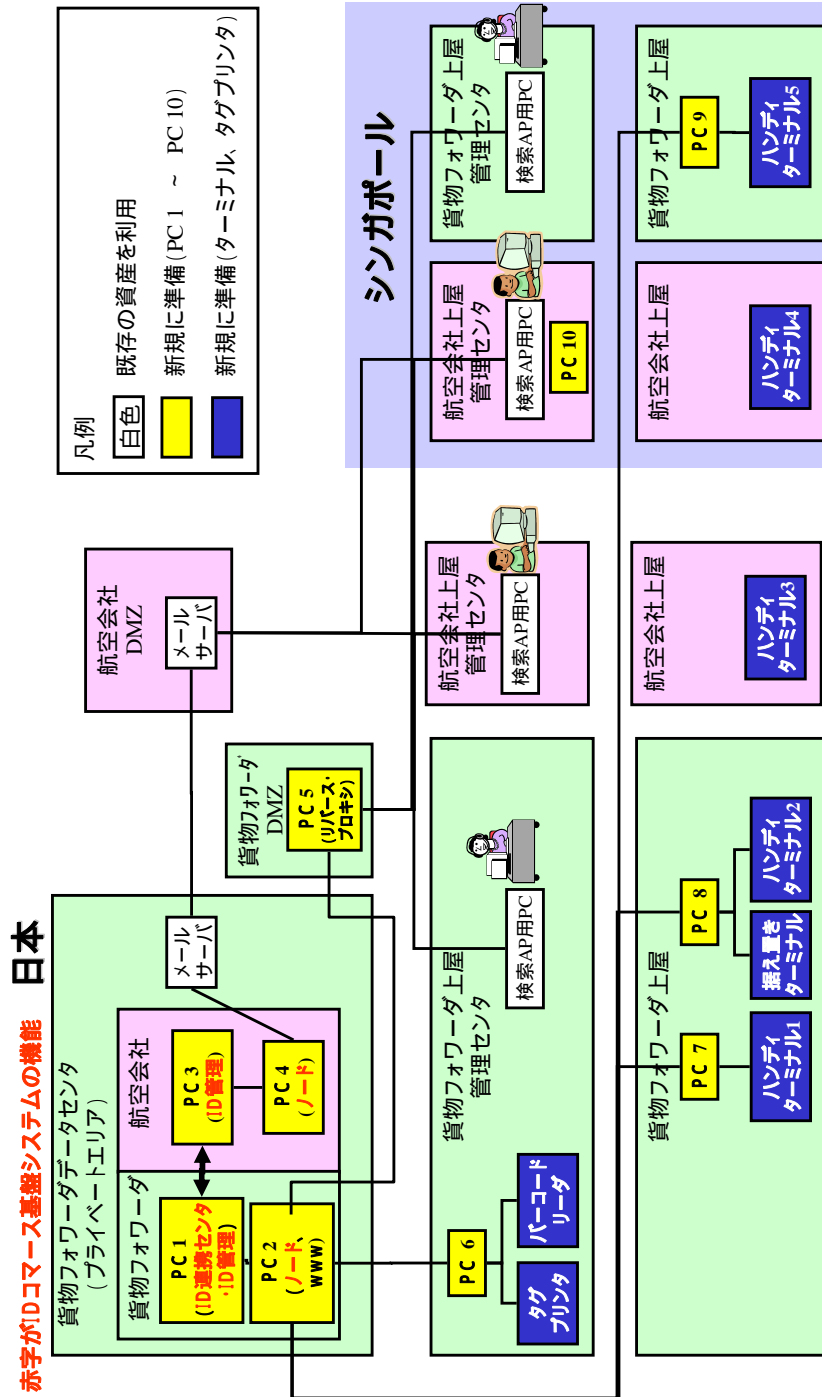 赤字がIDコマース基盤システムの機能
日本
貨物フォワーダデータセンタ
(プライベートエリア)
貨物フォワーダ
PC 1
(ID連携センタ
・ID管理)
PC 2
(ノード、
WWW)
航空会社
PC 3
(ID管理)
PC 4
(ノード)
メール
サーバ
貨物フォワーダ
DMZ
PC 5
(リバース・
プロキシ)
航空会社
DMZ
メール
サーバ
凡例
白色
既存の資産を利用
新規に準備(PC 1 ~ PC 10)
新規に準備(ターミナル、タグプリンタ)
貨物フォワーダ上屋
管理センタ
PC 6
タグ
プリンタ
バーコード
リーダ
検索AP用PC
航空会社上屋
管理センタ
検索AP用PC
シンガポール
航空会社上屋
管理センタ
検索AP用PC
PC 10
貨物フォワーダ上屋
管理センタ
検索AP用PC
貨物フォワーダ上屋
PC 7
ハンディ
ターミナル1
PC 8
据え置き
ターミナル
ハンディ
ターミナル2
航空会社上屋
ハンディ
ターミナル3
航空会社上屋
ハンディ
ターミナル4
貨物フォワーダ上屋
PC 9
ハンディ
ターミナル5